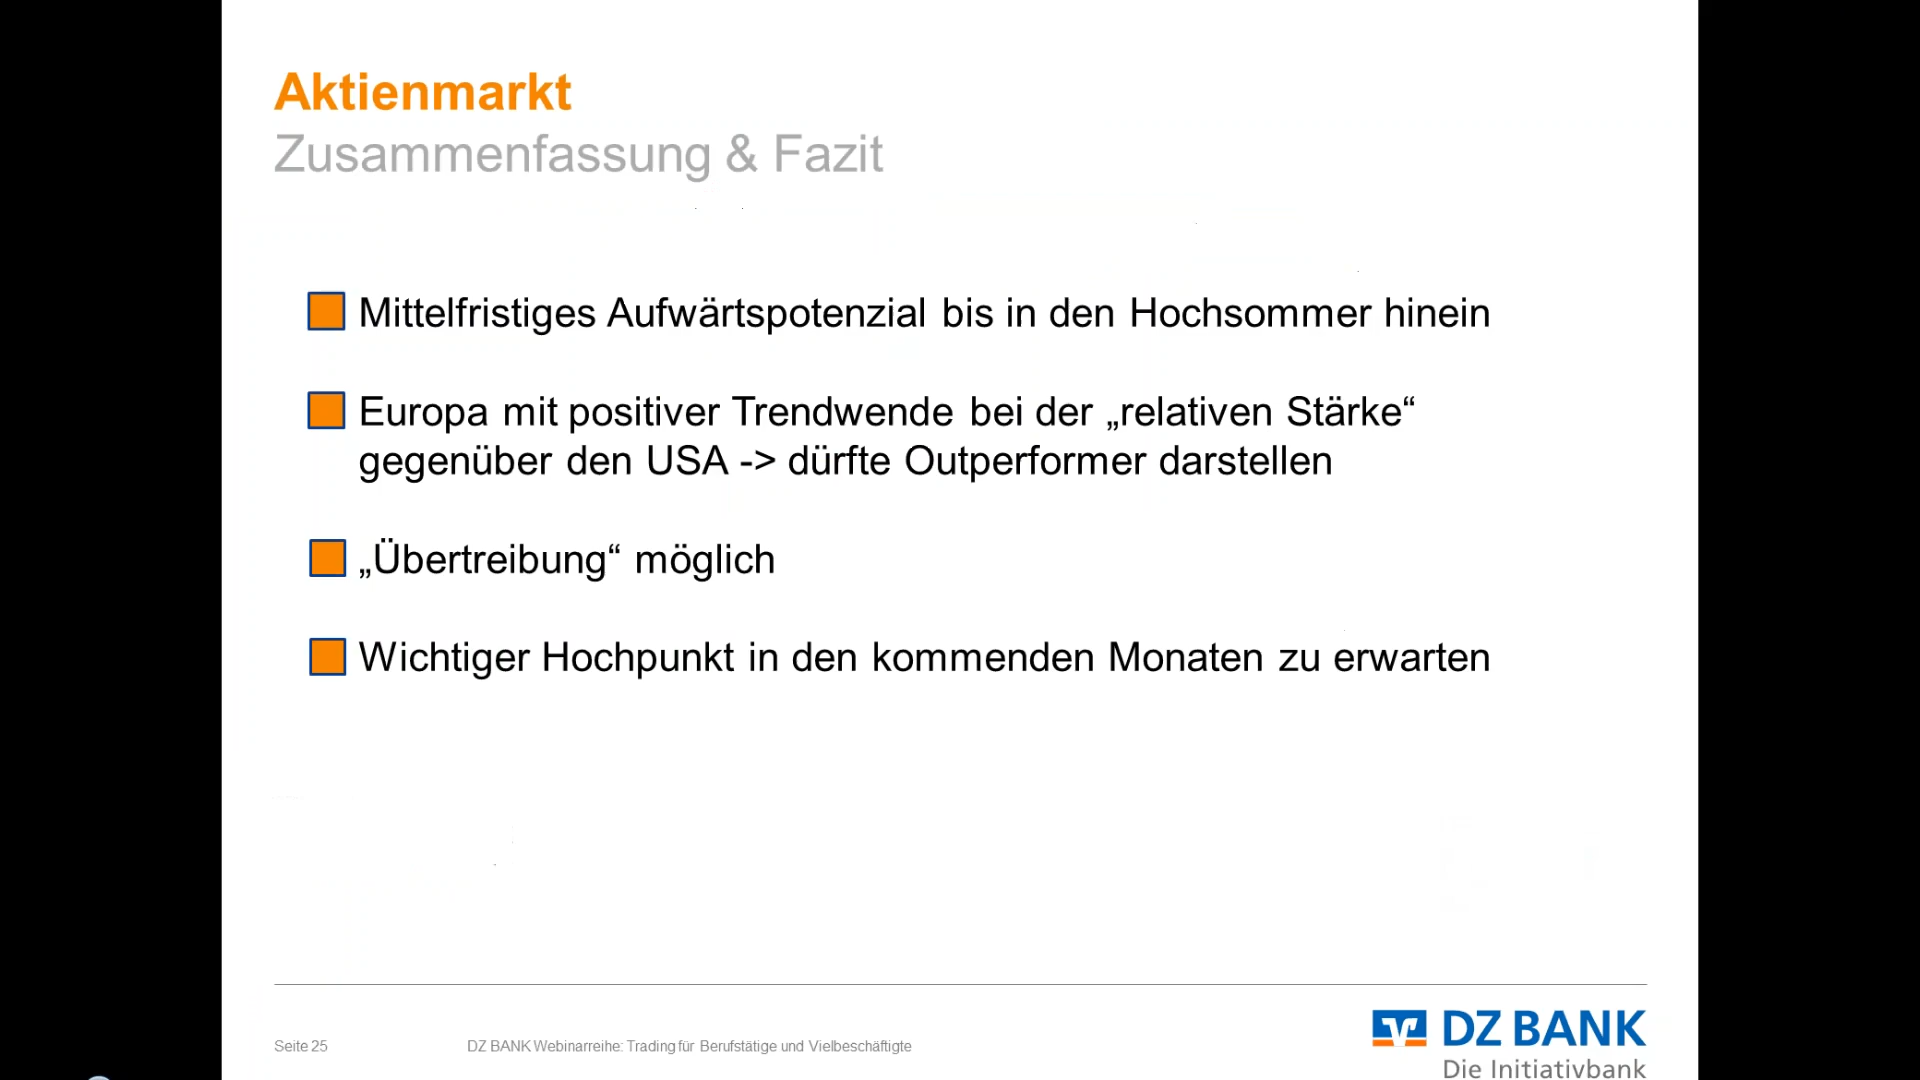 Aktienmarkt
Zusammenfassung & Fazit
Mittelfristiges Aufwärtspotenzial bis in den Hochsommer hinein
Europa mit positiver Trendwende bei der „relativen Stärke“
gegenüber den USA -> dürfte Outperformer darstellen
„Übertreibung“ möglich
Wichtiger Hochpunkt in den kommenden Monaten zu erwarten
Seite 25
DZ BANK Webinarreihe: Trading für Berufstätige und Vielbeschäftigte
DZ BANK
Die Initiativbank